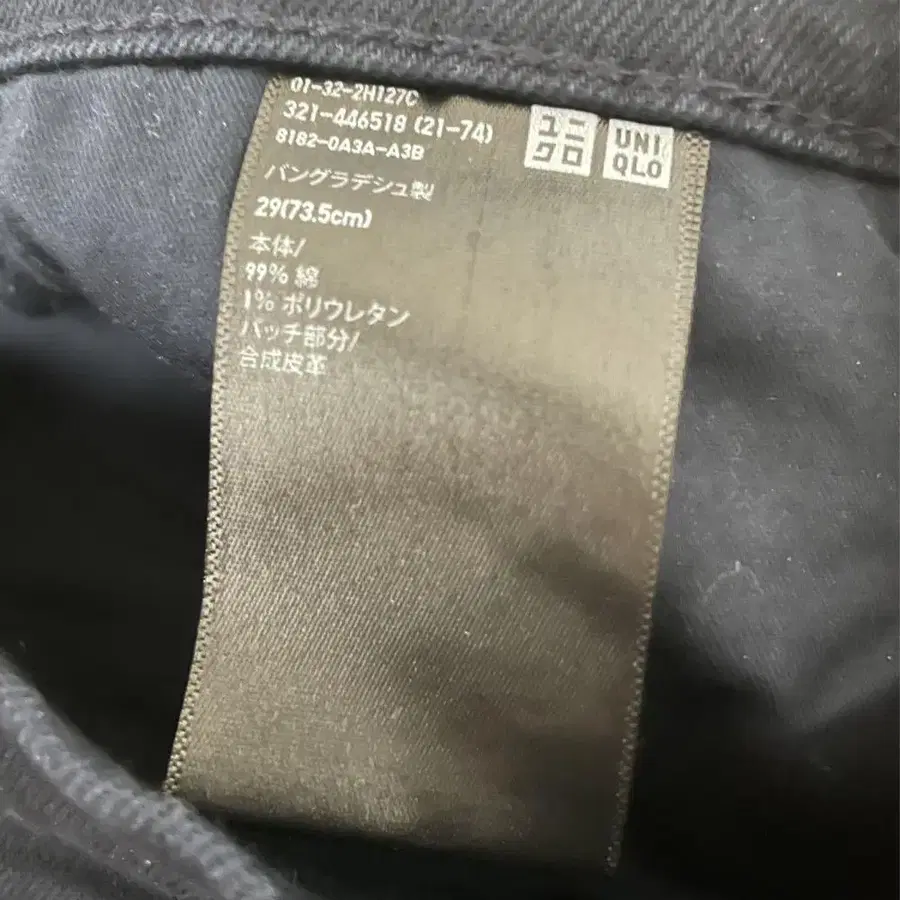 01-32-2H127C
321-446518 (21-74)
8182-0A3A-A3B
バングラデシュ製
29(73.5cm)
本体/
99% 綿
1% ポリウレタン
パッチ部分/
合成皮革
ユニ
クロ
UNI
QLO